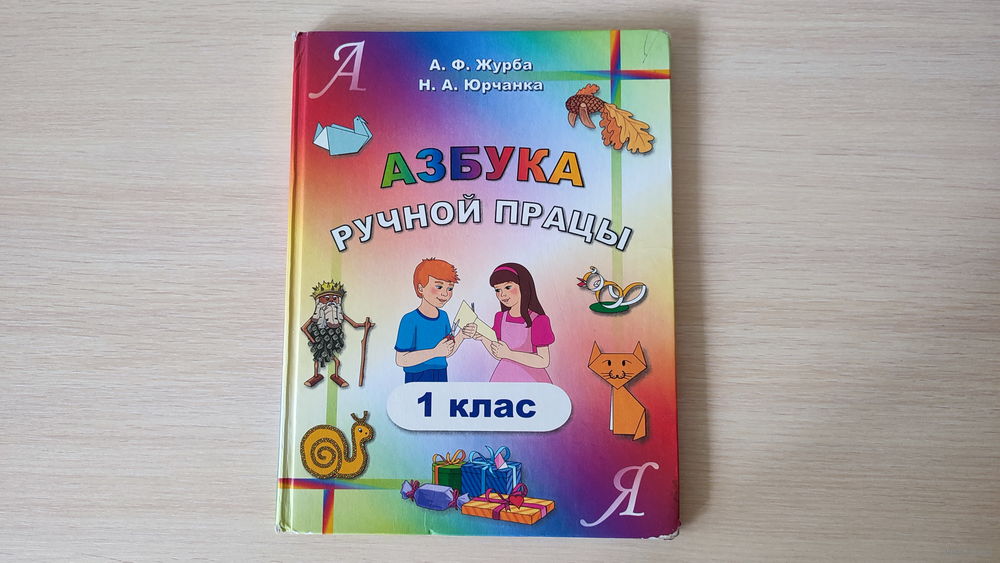 А
А. Ф. Журба
Н. А. Юрчанка
АЗБУКА
РУЧНОЙ ПРАЦЫ
1 клас
Я